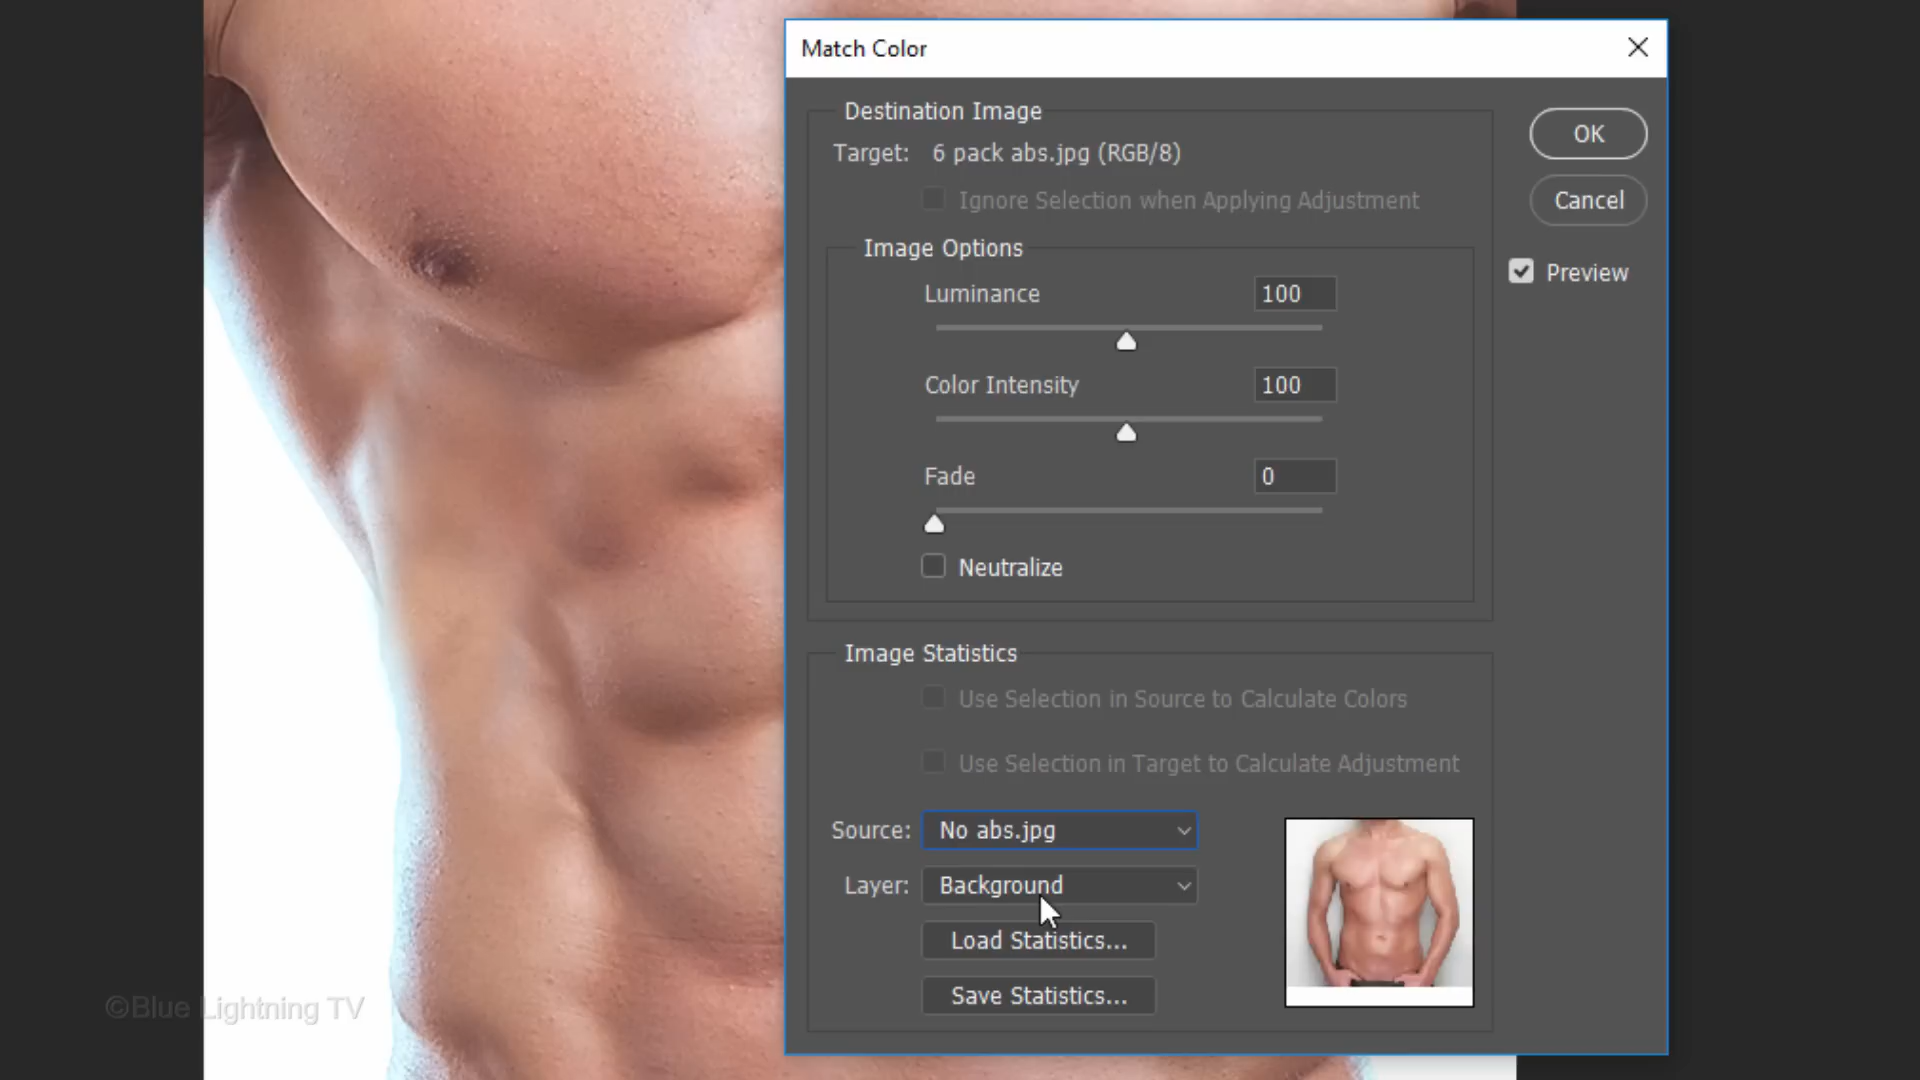 Match Color
Destination Image
Target: 6 pack abs.jpg (RGB/8)
Ignore Selection when Applying Adjustment
Image Options
Luminance 100
Color Intensity 100
Fade 0
Neutralize
OK
Cancel
Preview
Image Statistics
Use Selection in Source to Calculate Colors
Use Selection in Target to Calculate Adjustment
Source: No abs.jpg
Layer: Background
Load Statistics...
Save Statistics...
©Blue Lightning TV